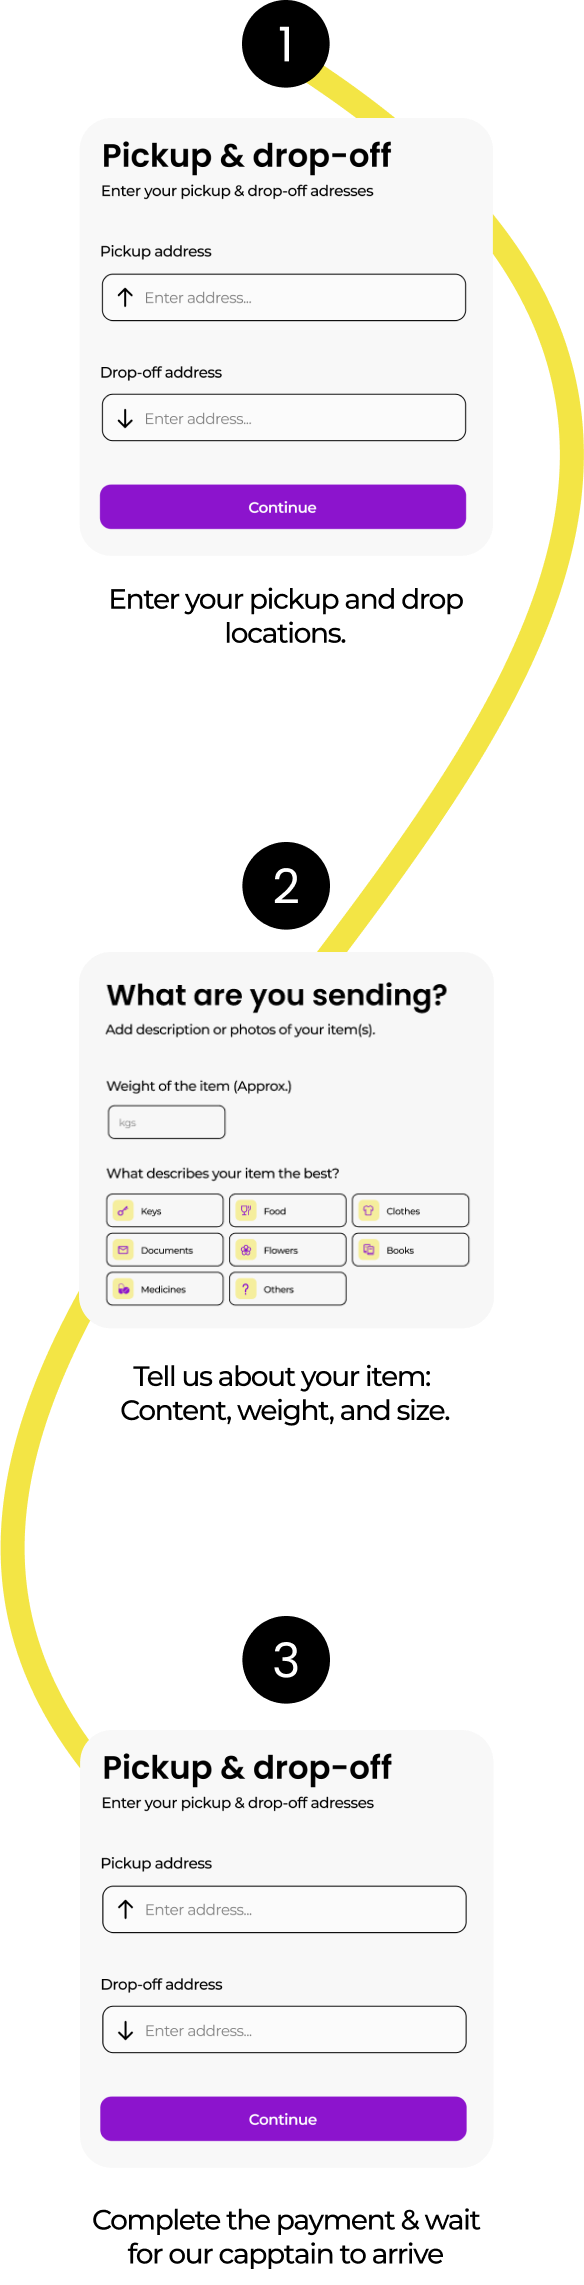 1
Pickup & drop-off
Enter your pickup & drop-off adresses
Pickup address
Enter address...
Drop-off address
Enter address...
Continue
Enter your pickup and drop
locations.
2
What are you sending?
Add description or photos of your item(s).
Weight of the item (Approx.)
kgs
What describes your item the best?
Keys Food Clothes
Documents Flowers Books
Medicines ? Others
Tell us about your item:
Content, weight, and size.
3
Pickup & drop-off
Enter your pickup & drop-off adresses
Pickup address
Enter address...
Drop-off address
Enter address...
Continue
Complete the payment & wait
for our capptain to arrive